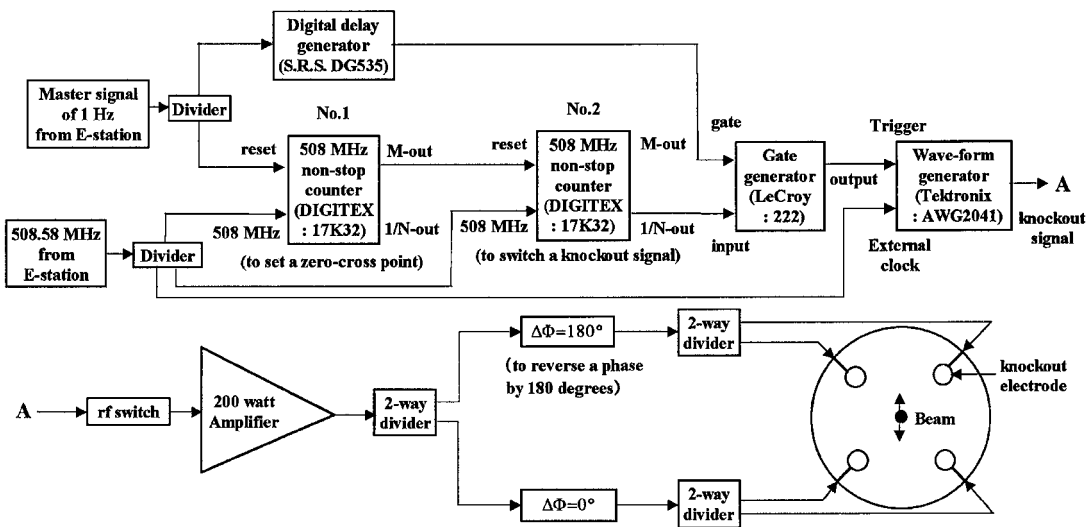 Digital delay
generator
(S.R.S. DG535)
Master signal
of 1 Hz
from E-station
Divider
No.1
No.2
reset
508 MHz
non-stop
counter
(DIGITEX
: 17K32)
M-out
1/N-out
508 MHz
(to set a zero-cross point)
reset
508 MHz
non-stop
counter
(DIGITEX
: 17K32)
M-out
1/N-out
508 MHz
(to switch a knockout signal)
gate
input
Gate
generator
(LeCroy
: 222)
output
Trigger
External
clock
Wave-form
generator
(Tektronix
: AWG2041)
A
knockout
signal
508.58 MHz
from
E-station
Divider
A
rf switch
200 watt
Amplifier
2-way
divider
ΔΦ=180°
(to reverse a phase
by 180 degrees)
2-way
divider
ΔΦ=0°
2-way
divider
knockout
electrode
Beam